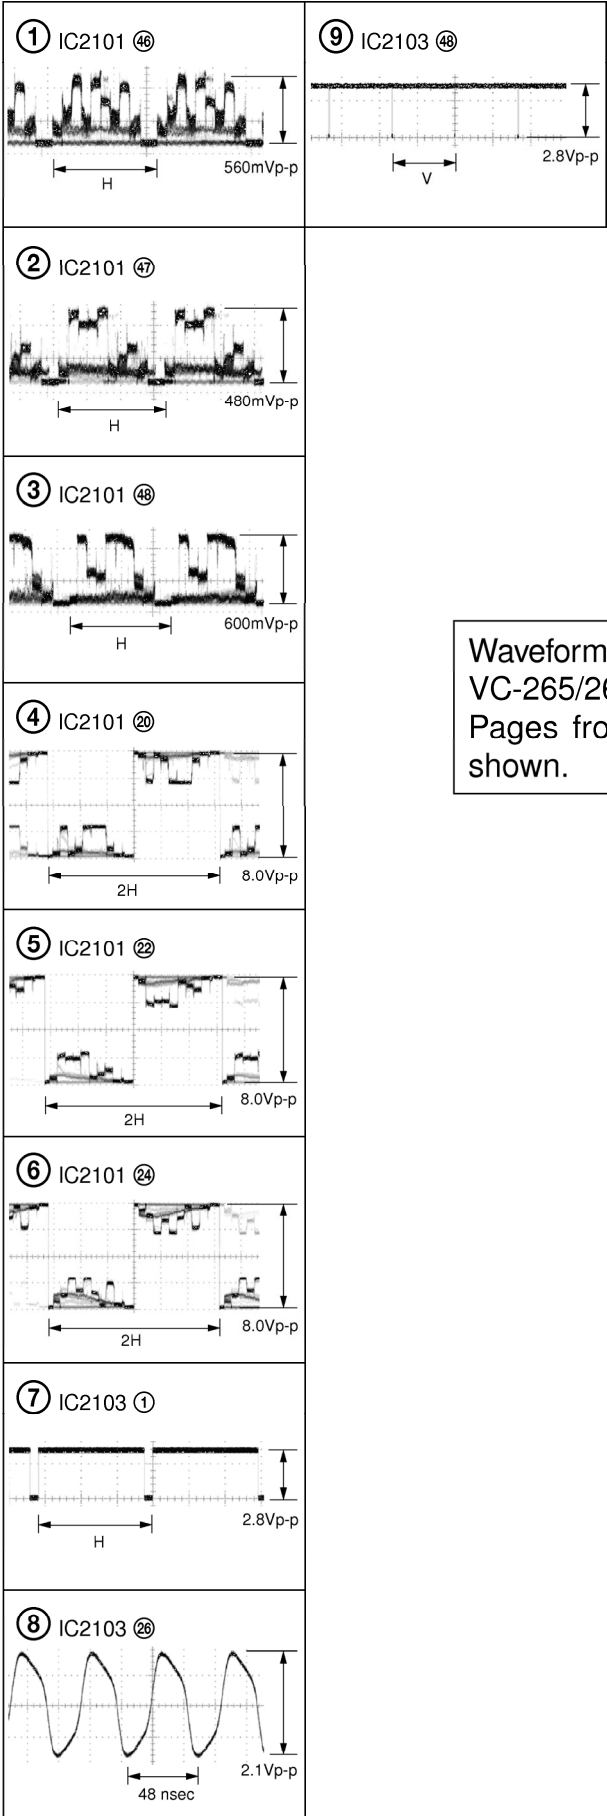 ① IC2101 ㊻
560mVp-p
H
② IC2101 ㊼
480mVp-p
H
③ IC2101 ㊽
600mVp-p
H
④ IC2101 ⑳
8.0Vp-p
2H
⑤ IC2101 ㉒
8.0Vp-p
2H
⑥ IC2101 ㉔
8.0Vp-p
2H
⑦ IC2103 ①
2.8Vp-p
H
⑧ IC2103 ㉖
2.1Vp-p
48 nsec
⑨ IC2103 ㊽
2.8Vp-p
V
Waveform
VC-265/26
Pages fro
shown.